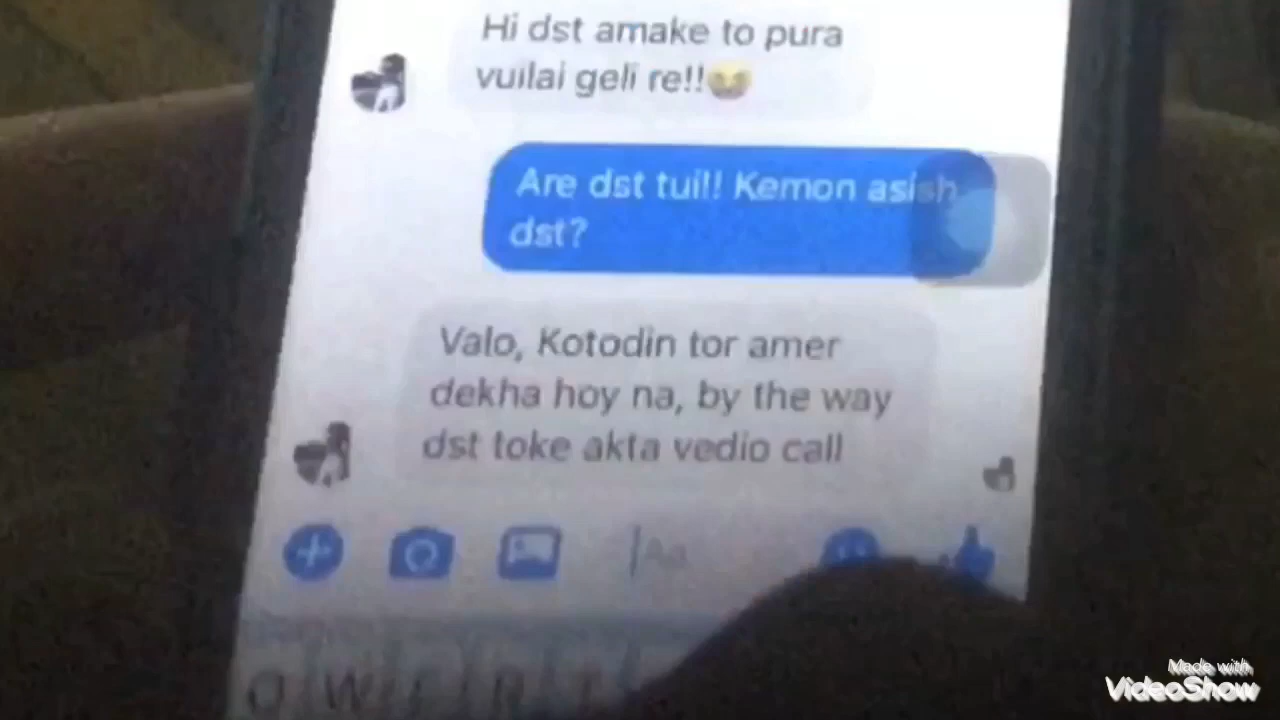 Hi dst amake to pura
vuilai geli re!!😭
Are dst tui!! Kemon asish
dst?
Valo, Kotodin tor amer
dekha hoy na, by the way
dst toke akta vedio call
Aa
Made with
VideoShow